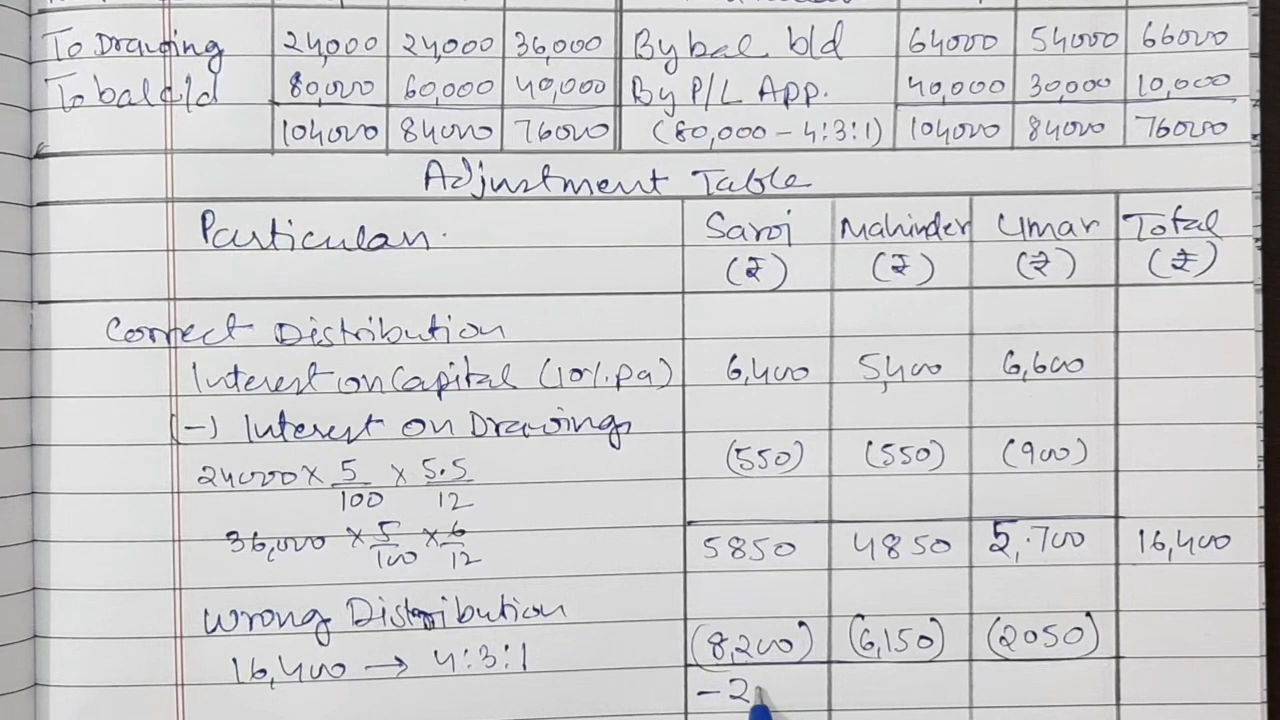 To Drawing 24,000 24,000 36,000 By bal b/d 64000 54000 66000
To bal c/d 80,000 60,000 40,000 By P/L App. 40,000 30,000 10,000
104000 84000 76000 (80,000 – 4:3:1) 104000 84000 76000
Adjustment Table
Particulars. Saroj Mahinder Umar Total
(₹) (₹) (₹) (₹)
Correct Distribution
Interest on Capital (10%.pa) 6,400 5,400 6,600
(-) Interest on Drawings
24000 × 5/100 × 5.5/12 (550) (550) (900)
36,000 × 5/100 × 6/12 5850 4850 5,700 16,400
Wrong Distribution
16,400 → 4:3:1 (8,200) (6,150) (2050)
-2